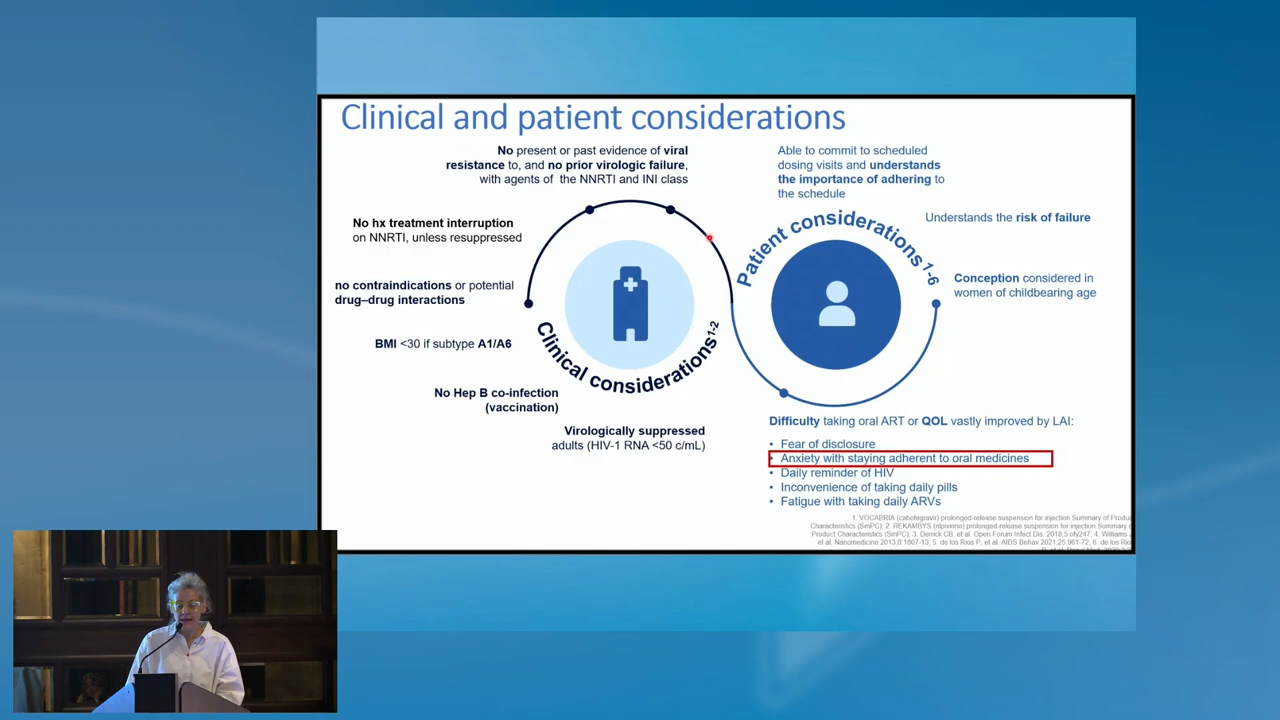 Clinical and patient considerations
No present or past evidence of viral
resistance to, and no prior virologic failure,
with agents of the NNRTI and INI class
No hx treatment interruption
on NNRTI, unless resuppressed
no contraindications or potential
drug–drug interactions
BMI <30 if subtype A1/A6
No Hep B co-infection
(vaccination)
Virologically suppressed
adults (HIV-1 RNA <50 c/mL)
Clinical considerations1-2
Able to commit to scheduled
dosing visits and understands
the importance of adhering to
the schedule
Patient considerations1-6
Understands the risk of failure
Conception considered in
women of childbearing age
Difficulty taking oral ART or QOL vastly improved by LAI:
• Fear of disclosure
• Anxiety with staying adherent to oral medicines
• Daily reminder of HIV
• Inconvenience of taking daily pills
• Fatigue with taking daily ARVs
1. VOCABRIA (cabotegravir) prolonged-release suspension for injection Summary of Produc
Characteristics (SmPC), 2. REKAMBYS (rilpivirine) prolonged-release suspension for injection Summar
Product Characteristics (SmPC); 3. Derrick CB, et al. Open Forum Infect Dis. 2018;5:ofy247; 4. Williams
et al. Nanomedicine 2013;8:1807-13, 5. de los Rios P, et al. AIDS Behav 2021;25:961-72, 6. de los Rio